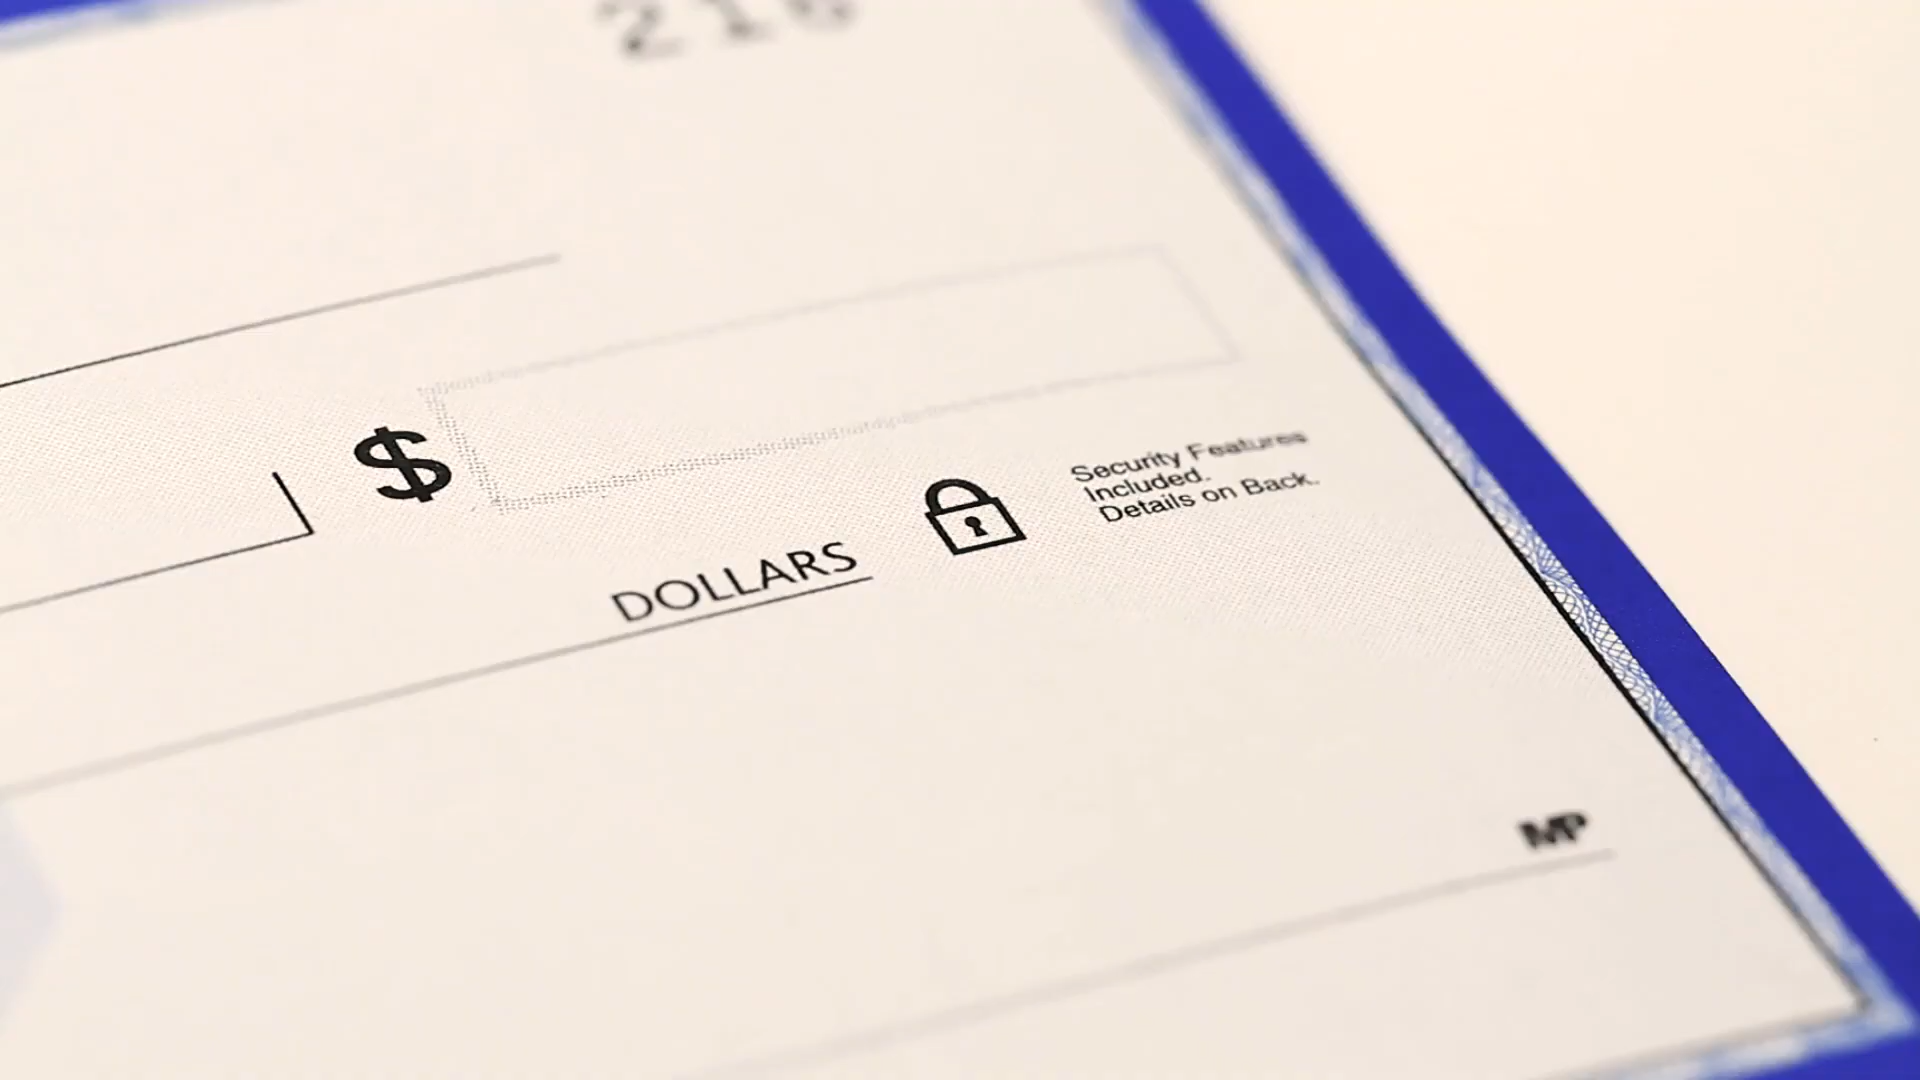 $
Security Features
Included.
Details on Back.
DOLLARS
MP